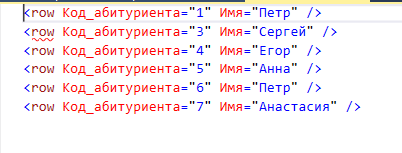 <row Код_абитуриента="1" Имя="Петр" />
<row Код_абитуриента="3" Имя="Сергей" />
<row Код_абитуриента="4" Имя="Егор" />
<row Код_абитуриента="5" Имя="Анна" />
<row Код_абитуриента="6" Имя="Петр" />
<row Код_абитуриента="7" Имя="Анастасия" />